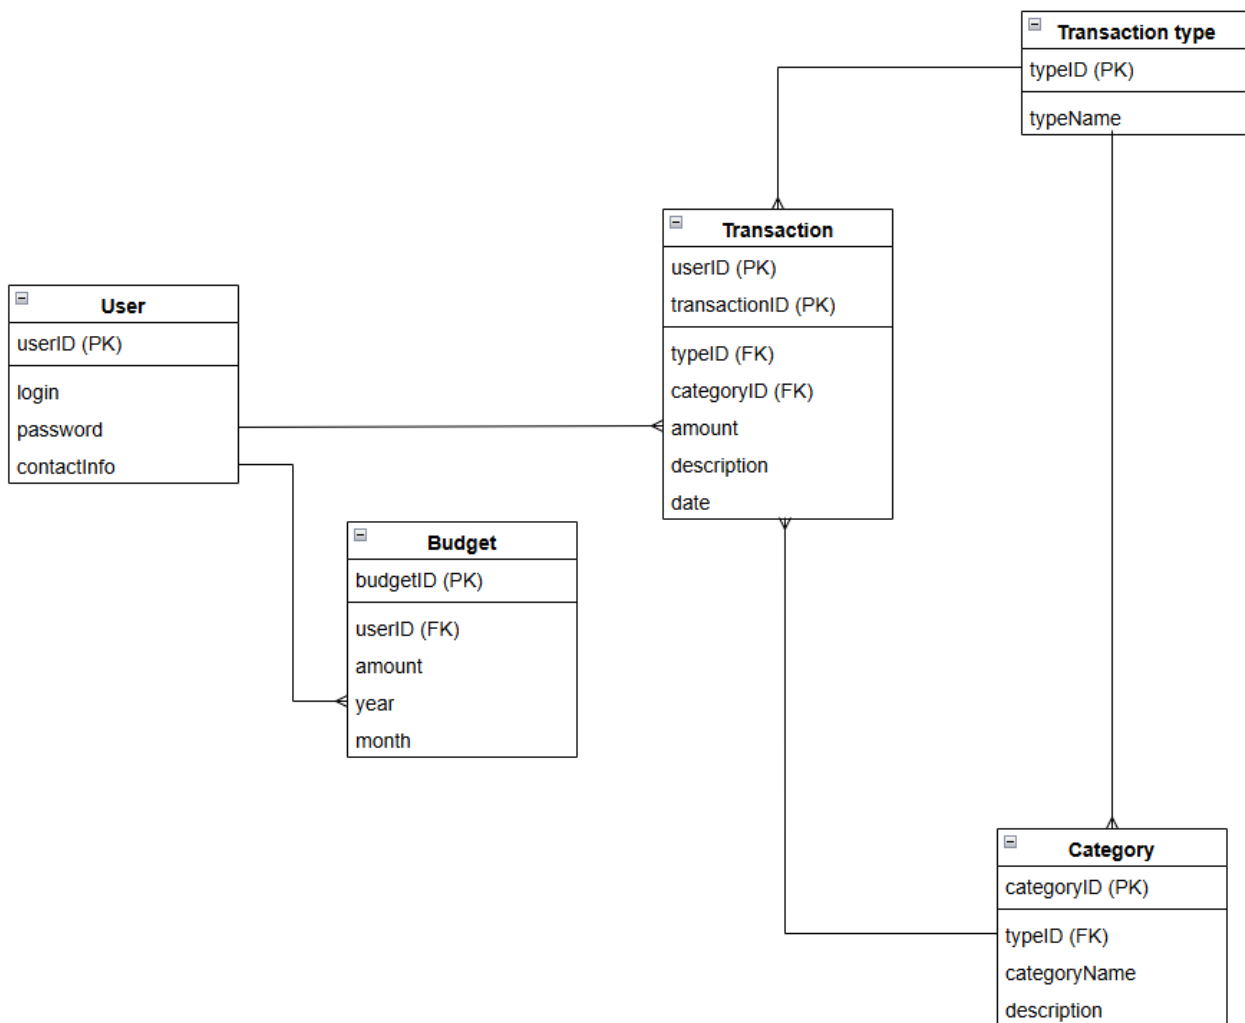 Transaction type
typeID (PK)
typeName
Transaction
userID (PK)
transactionID (PK)
typeID (FK)
categoryID (FK)
amount
description
date
User
userID (PK)
login
password
contactInfo
Budget
budgetID (PK)
userID (FK)
amount
year
month
Category
categoryID (PK)
typeID (FK)
categoryName
description